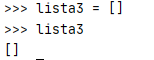 >>> lista3 = []
>>> lista3
[]